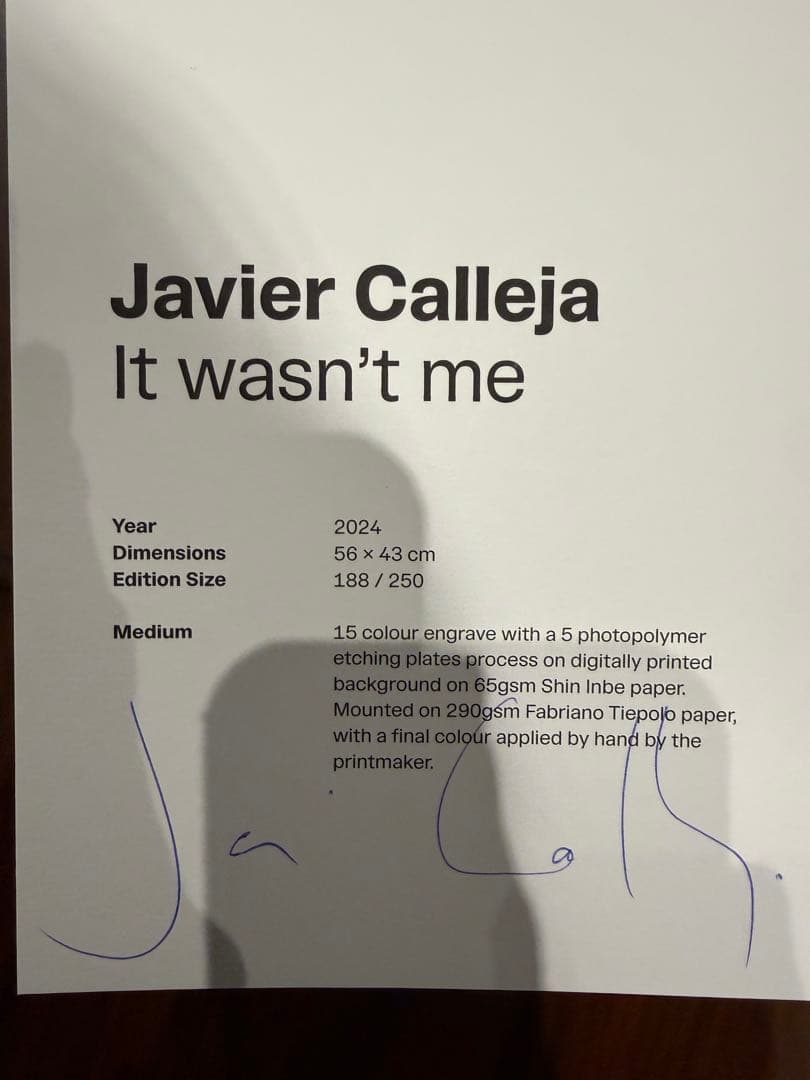 Javier Calleja
It wasn't me
Year 2024
Dimensions 56 × 43 cm
Edition Size 188 / 250
Medium 15 colour engrave with a 5 photopolymer
etching plates process on digitally printed
background on 65gsm Shin Inbe paper.
Mounted on 290gsm Fabriano Tiepolo paper,
with a final colour applied by hand by the
printmaker.